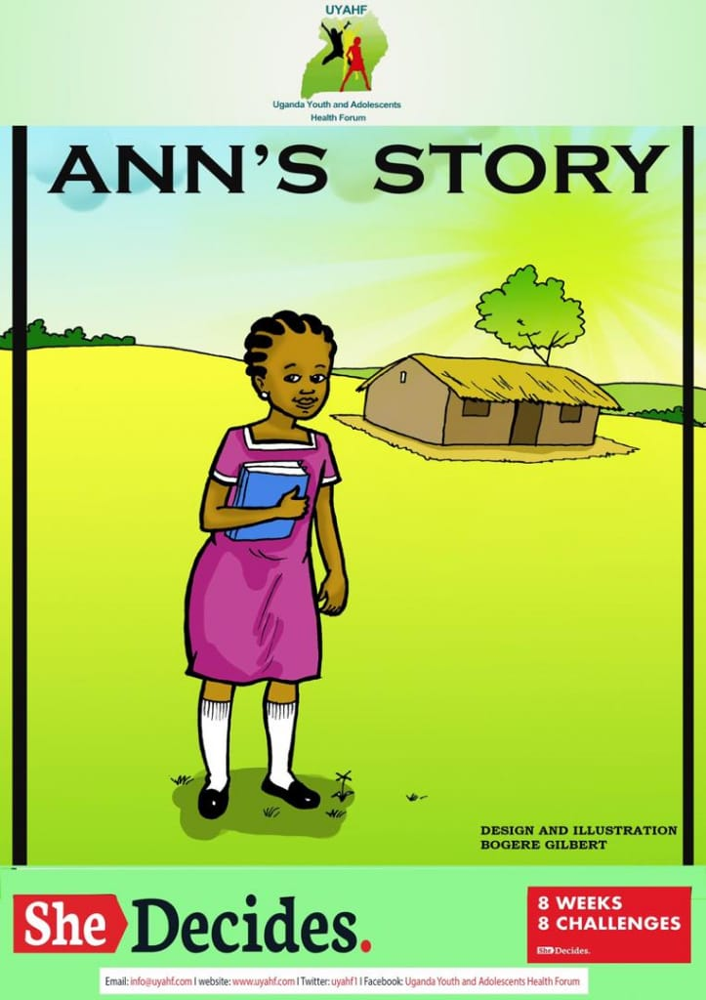 UYAHF
Uganda Youth and Adolescents
Health Forum
ANN'S STORY
DESIGN AND ILLUSTRATION
BOGERE GILBERT
She Decides.
8 WEEKS
8 CHALLENGES
She Decides.
Email: info@uyahf.com I website: www.uyahf.com I Twitter: uyahf1 I Facebook: Uganda Youth and Adolescents Health Forum